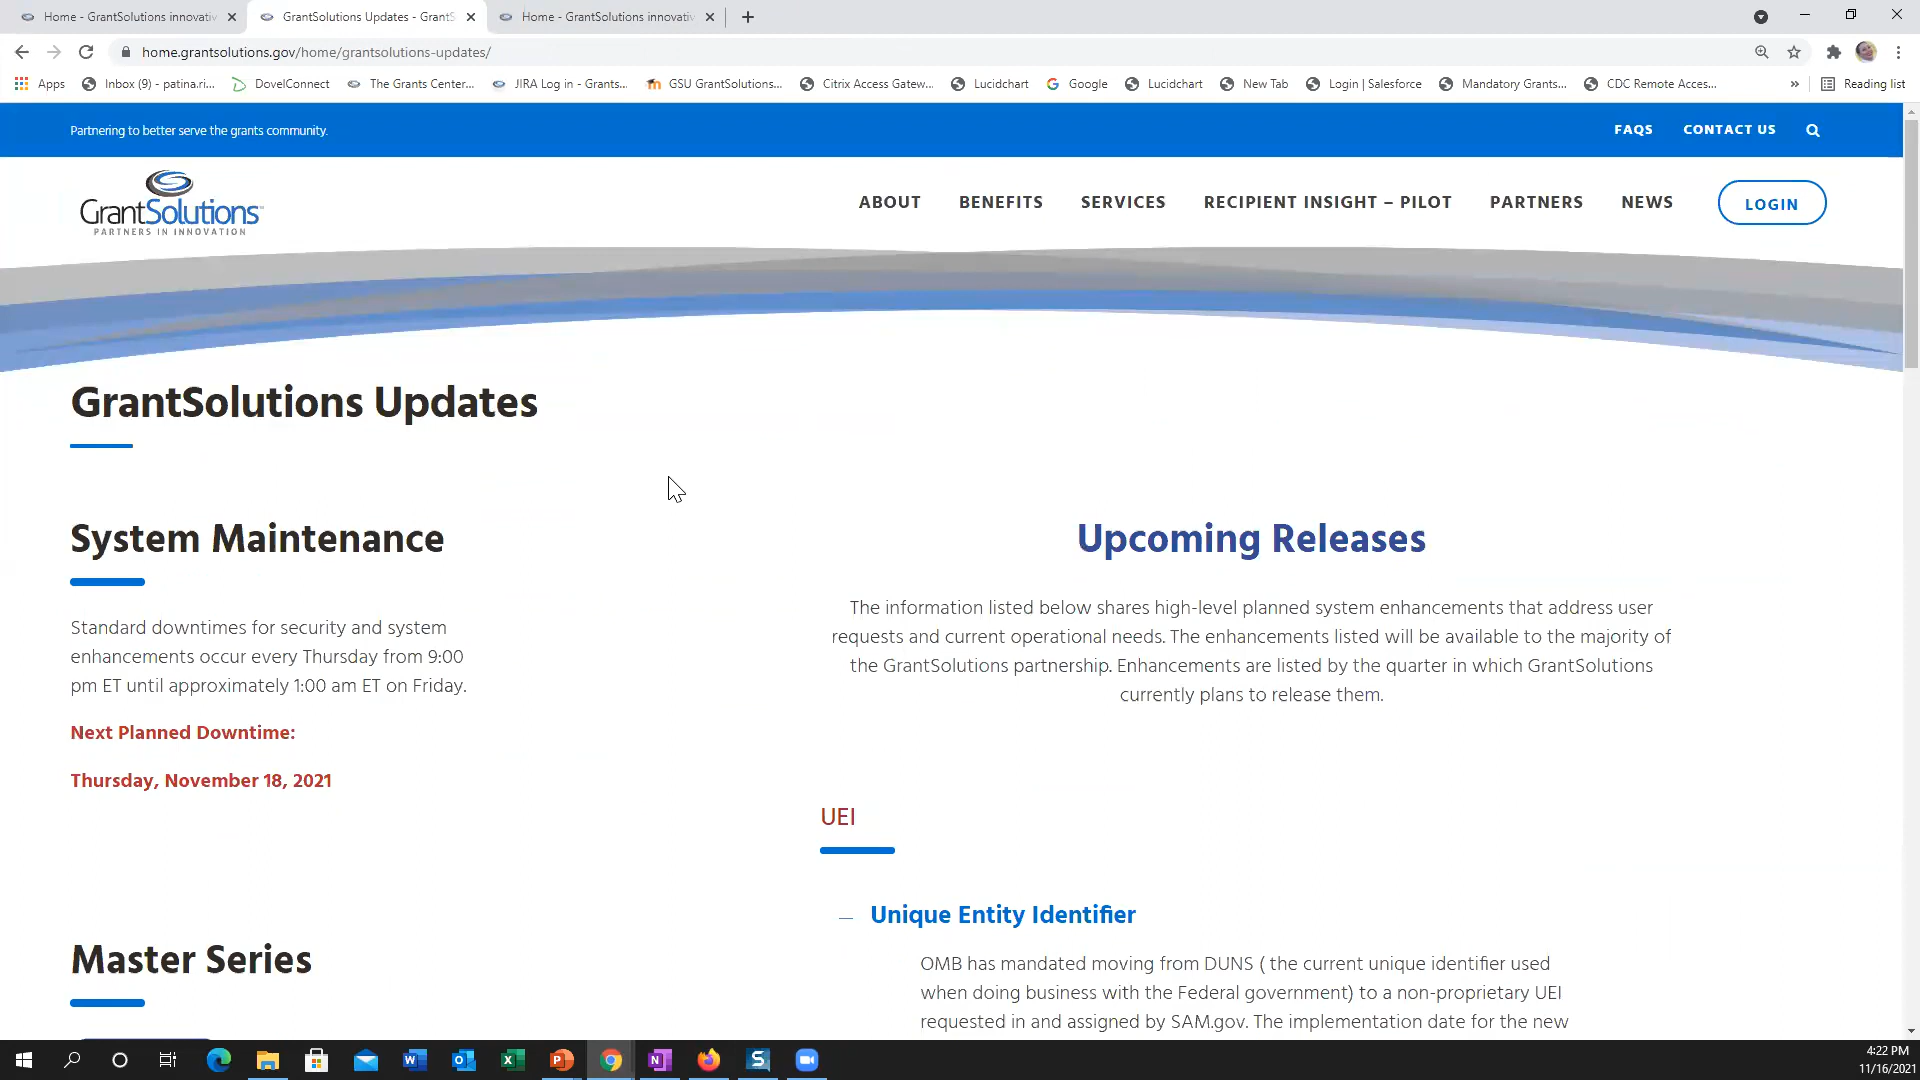 Home - GrantSolutions innovativ
GrantSolutions Updates - GrantS
Home - GrantSolutions innovativ
home.grantsolutions.gov/home/grantsolutions-updates/
Apps
Inbox (9) - patina.ri...
DovelConnect
The Grants Center...
JIRA Log in - Grants...
GSU GrantSolutions...
Citrix Access Gatew...
Lucidchart
Google
Lucidchart
New Tab
Login | Salesforce
Mandatory Grants...
CDC Remote Acces...
»
Reading list
Partnering to better serve the grants community.
FAQS
CONTACT US
GrantSolutions
PARTNERS IN INNOVATION
ABOUT
BENEFITS
SERVICES
RECIPIENT INSIGHT – PILOT
PARTNERS
NEWS
LOGIN
GrantSolutions Updates
System Maintenance
Standard downtimes for security and system
enhancements occur every Thursday from 9:00
pm ET until approximately 1:00 am ET on Friday.
Next Planned Downtime:
Thursday, November 18, 2021
Master Series
Upcoming Releases
The information listed below shares high-level planned system enhancements that address user
requests and current operational needs. The enhancements listed will be available to the majority of
the GrantSolutions partnership. Enhancements are listed by the quarter in which GrantSolutions
currently plans to release them.
UEI
Unique Entity Identifier
OMB has mandated moving from DUNS ( the current unique identifier used
when doing business with the Federal government) to a non-proprietary UEI
requested in and assigned by SAM.gov. The implementation date for the new
4:22 PM
11/16/2021